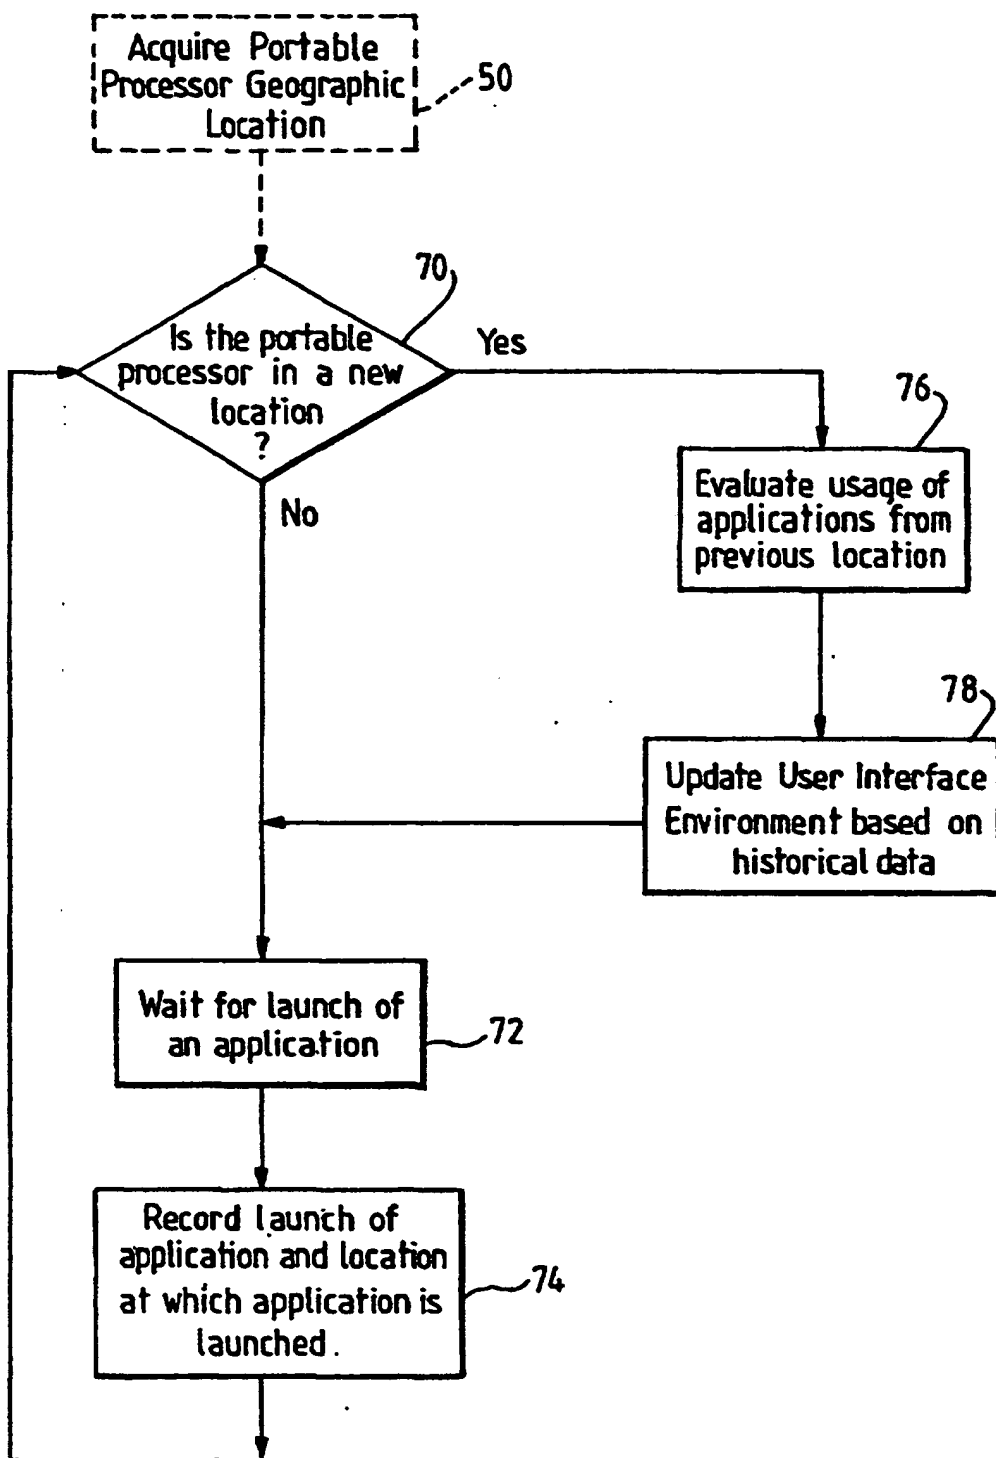 Acquire Portable
Processor Geographic
Location
50
70
Is the portable
processor in a new
location
?
Yes
No
76
Evaluate usage of
applications from
previous location
78
Update User Interface
Environment based on
historical data
Wait for launch of
an application
72
Record launch of
application and location
at which application is
launched.
74